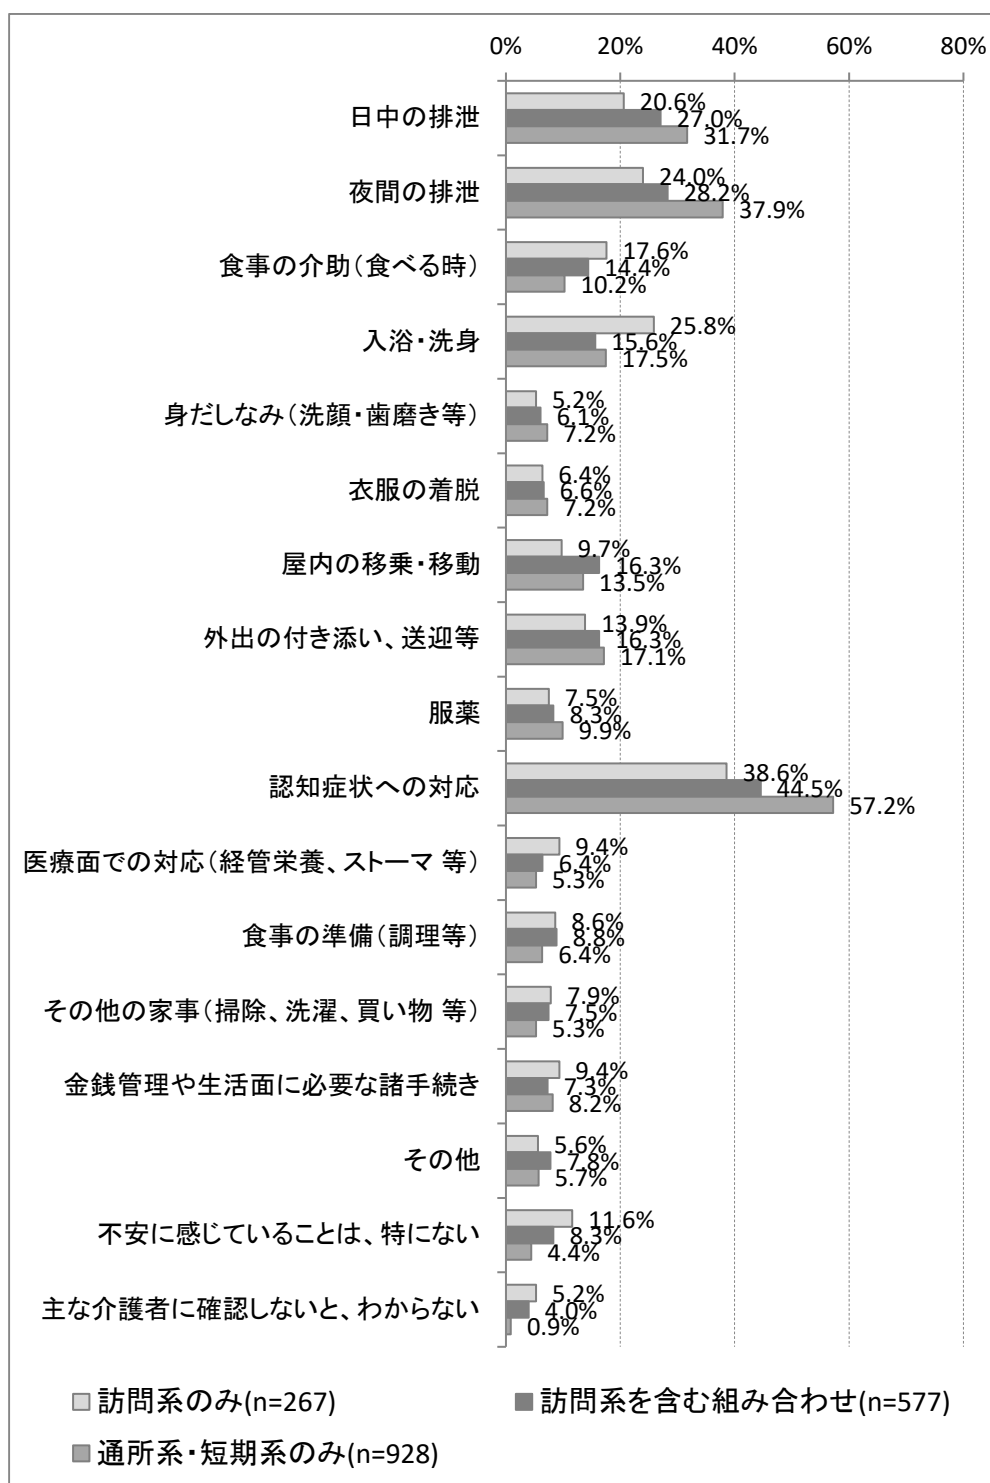 0% 20% 40% 60% 80%
日中の排泄 20.6%
27.0%
31.7%
夜間の排泄 24.0%
28.2%
37.9%
食事の介助（食べる時） 17.6%
14.4%
10.2%
入浴・洗身 25.8%
15.6%
17.5%
身だしなみ（洗顔・歯磨き等） 5.2%
6.1%
7.2%
衣服の着脱 6.4%
6.6%
7.2%
屋内の移乗・移動 9.7%
16.3%
13.5%
外出の付き添い、送迎等 13.9%
16.3%
17.1%
服薬 7.5%
8.3%
9.9%
認知症状への対応 38.6%
44.5%
57.2%
医療面での対応（経管栄養、ストーマ 等） 9.4%
6.4%
5.3%
食事の準備（調理等） 8.6%
8.8%
6.4%
その他の家事（掃除、洗濯、買い物 等） 7.9%
7.5%
5.3%
金銭管理や生活面に必要な諸手続き 9.4%
7.3%
8.2%
その他 5.6%
7.8%
5.7%
不安に感じていることは、特にない 11.6%
8.3%
4.4%
主な介護者に確認しないと、わからない 5.2%
4.0%
0.9%
訪問系のみ(n=267) 訪問系を含む組み合わせ(n=577)
通所系・短期系のみ(n=928)